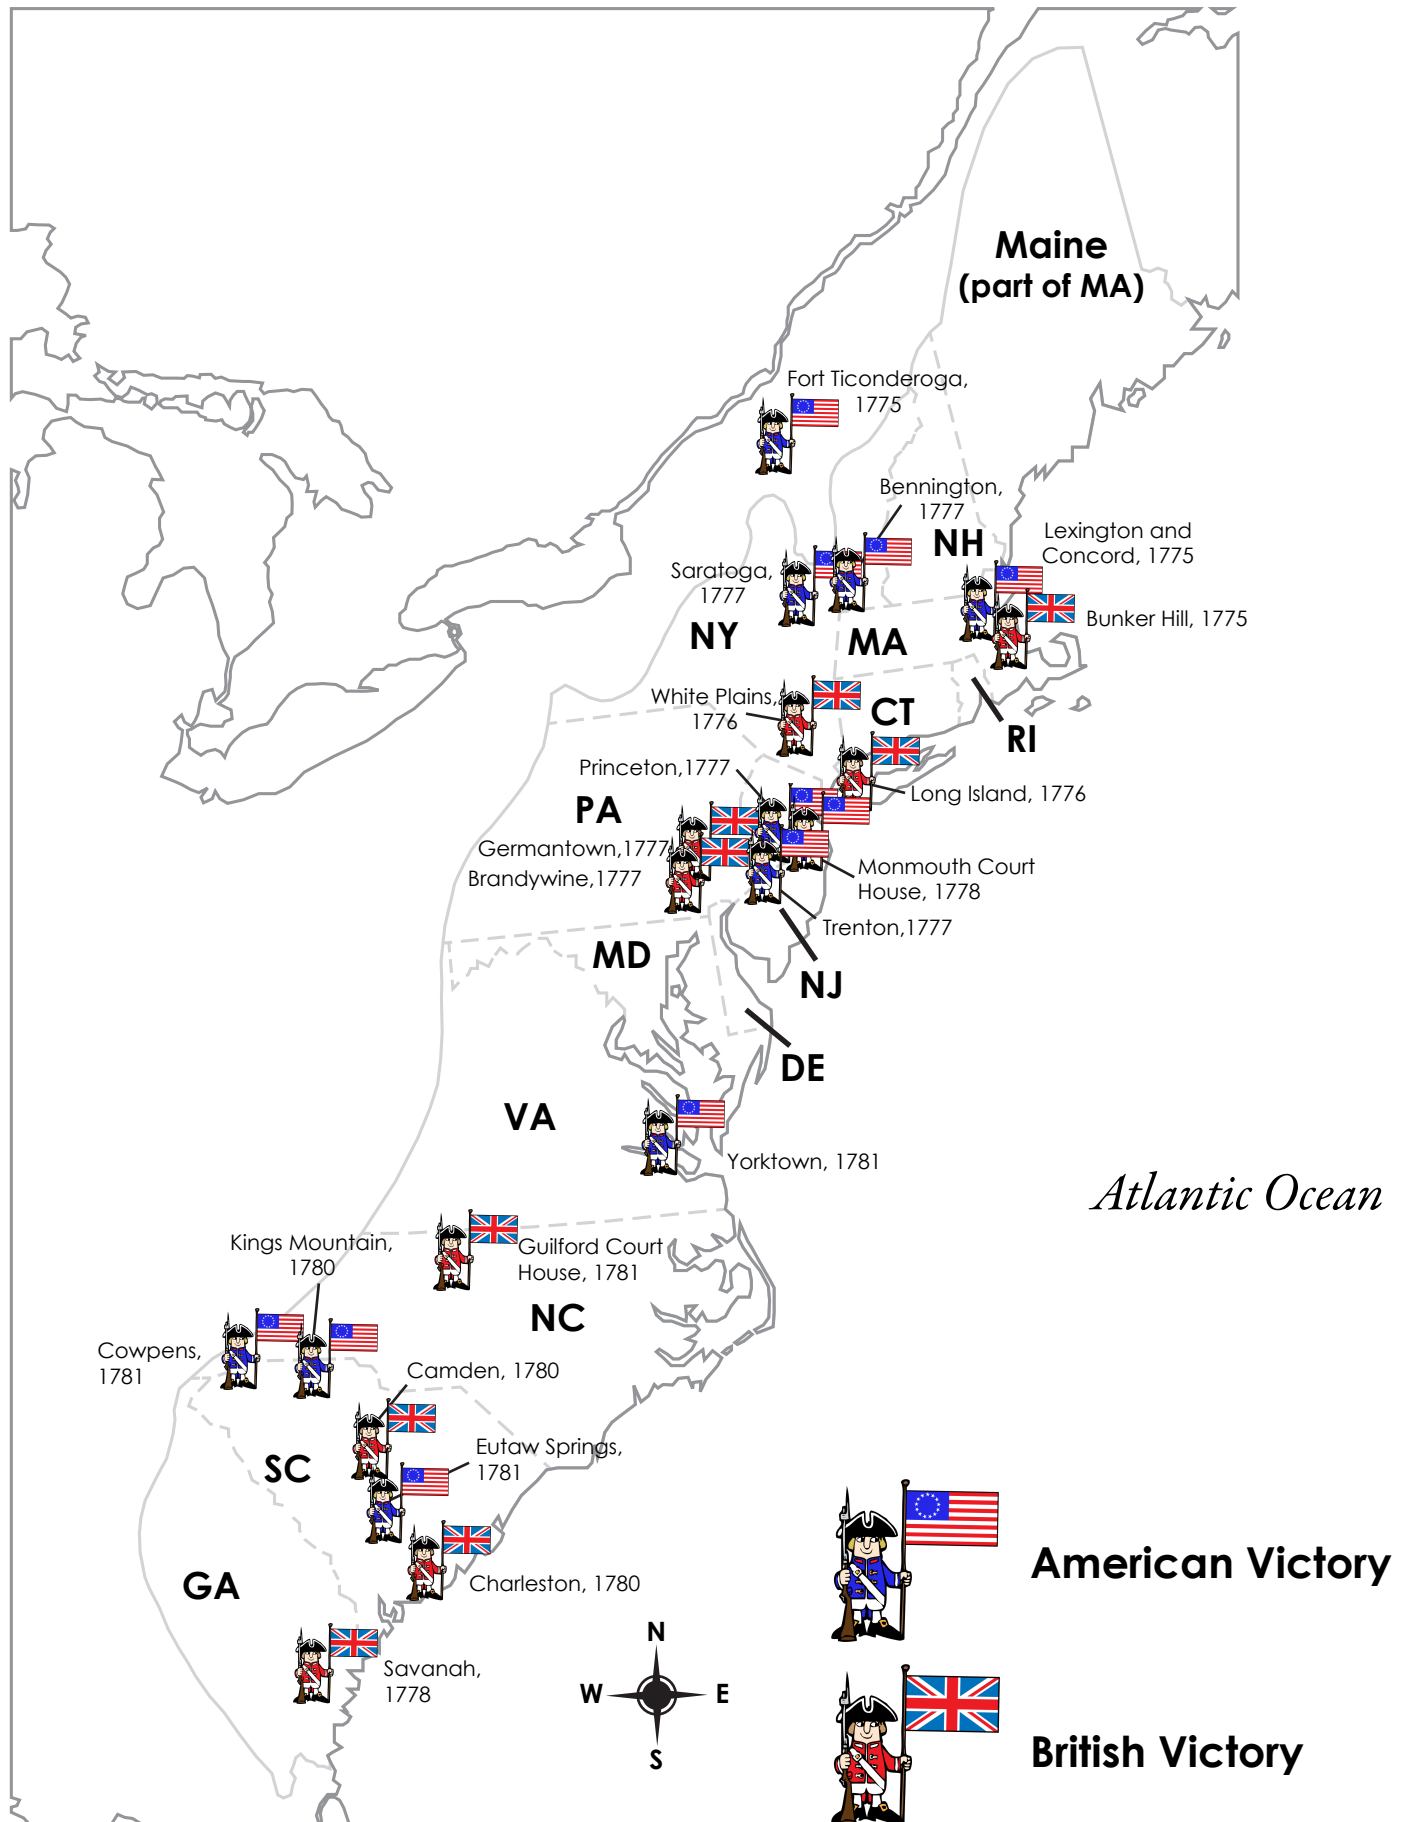 Maine
(part of MA)
Fort Ticonderoga,
1775
Bennington,
1777
NH
Lexington and
Concord, 1775
Saratoga,
1777
Bunker Hill, 1775
NY
MA
White Plains,
1776
CT
RI
Princeton,1777
Long Island, 1776
PA
Germantown,1777
Brandywine,1777
Monmouth Court
House, 1778
Trenton,1777
MD
NJ
DE
VA
Yorktown, 1781
Atlantic Ocean
Kings Mountain,
1780
Guilford Court
House, 1781
NC
Cowpens,
1781
Camden, 1780
SC
Eutaw Springs,
1781
American Victory
GA
Charleston, 1780
N
W
E
S
Savanah,
1778
British Victory